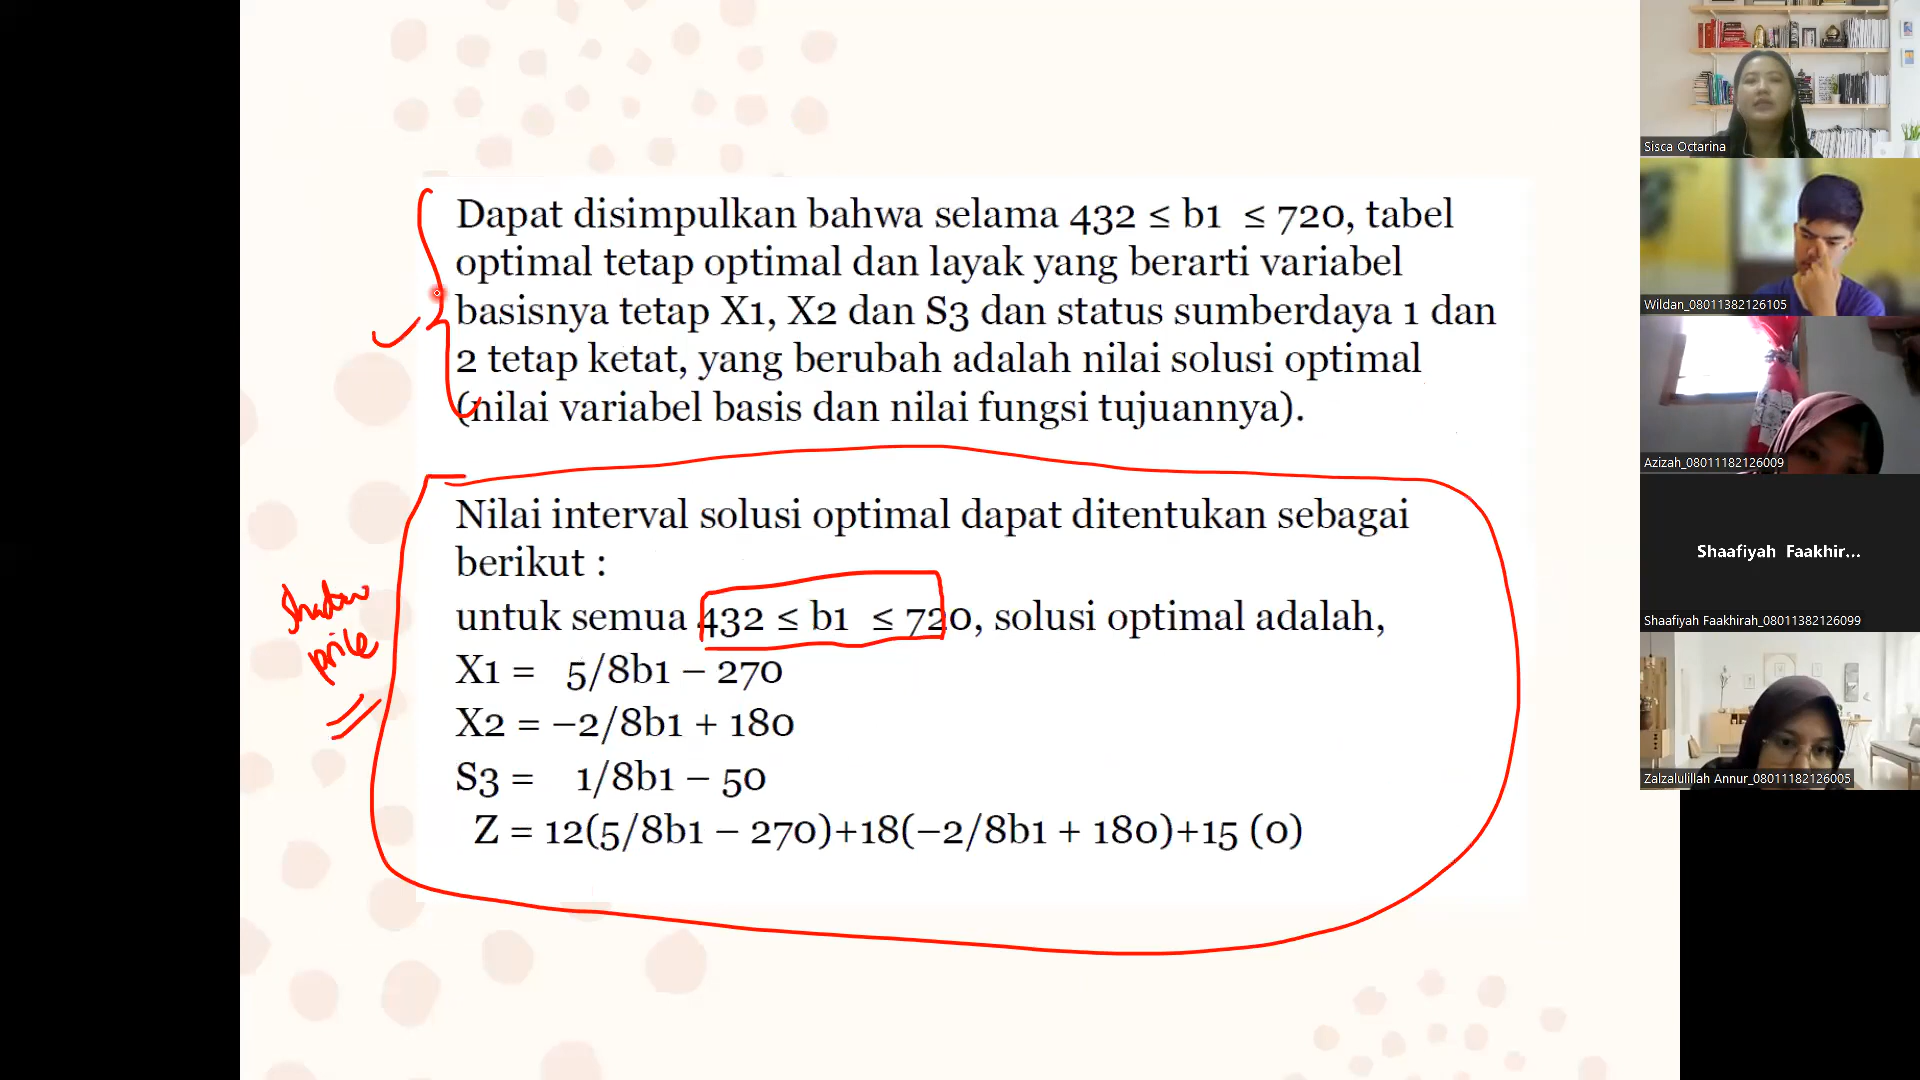 Dapat disimpulkan bahwa selama 432 ≤ b1 ≤ 720, tabel
optimal tetap optimal dan layak yang berarti variabel
basisnya tetap X1, X2 dan S3 dan status sumberdaya 1 dan
2 tetap ketat, yang berubah adalah nilai solusi optimal
(nilai variabel basis dan nilai fungsi tujuannya).
Nilai interval solusi optimal dapat ditentukan sebagai
berikut :
untuk semua 432 ≤ b1 ≤ 720, solusi optimal adalah,
X1 = 5/8b1 – 270
X2 = –2/8b1 + 180
S3 = 1/8b1 – 50
Z = 12(5/8b1 – 270)+18(–2/8b1 + 180)+15 (0)
shadow
price
Sisca Octarina
Wildan_08011382126105
Azizah_08011182126009
Shaafiyah Faakhir...
Shaafiyah Faakhirah_08011382126099
Zalzalulillah Annur_08011182126005